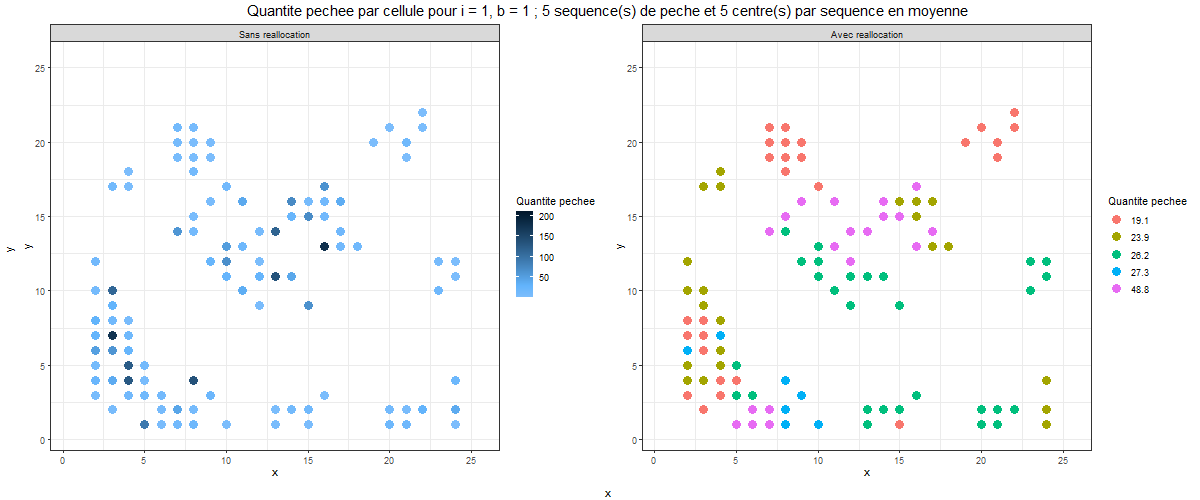 Quantite pechee par cellule pour i = 1, b = 1 ; 5 sequence(s) de peche et 5 centre(s) par sequence en moyenne
Sans reallocation
25
20
15
10
5
0
0 5 10 15 20 25
x
y
y
Quantite pechee
200
150
100
50
Avec reallocation
25
20
15
10
5
0
0 5 10 15 20 25
x
y
Quantite pechee
19.1
23.9
26.2
27.3
48.8
x